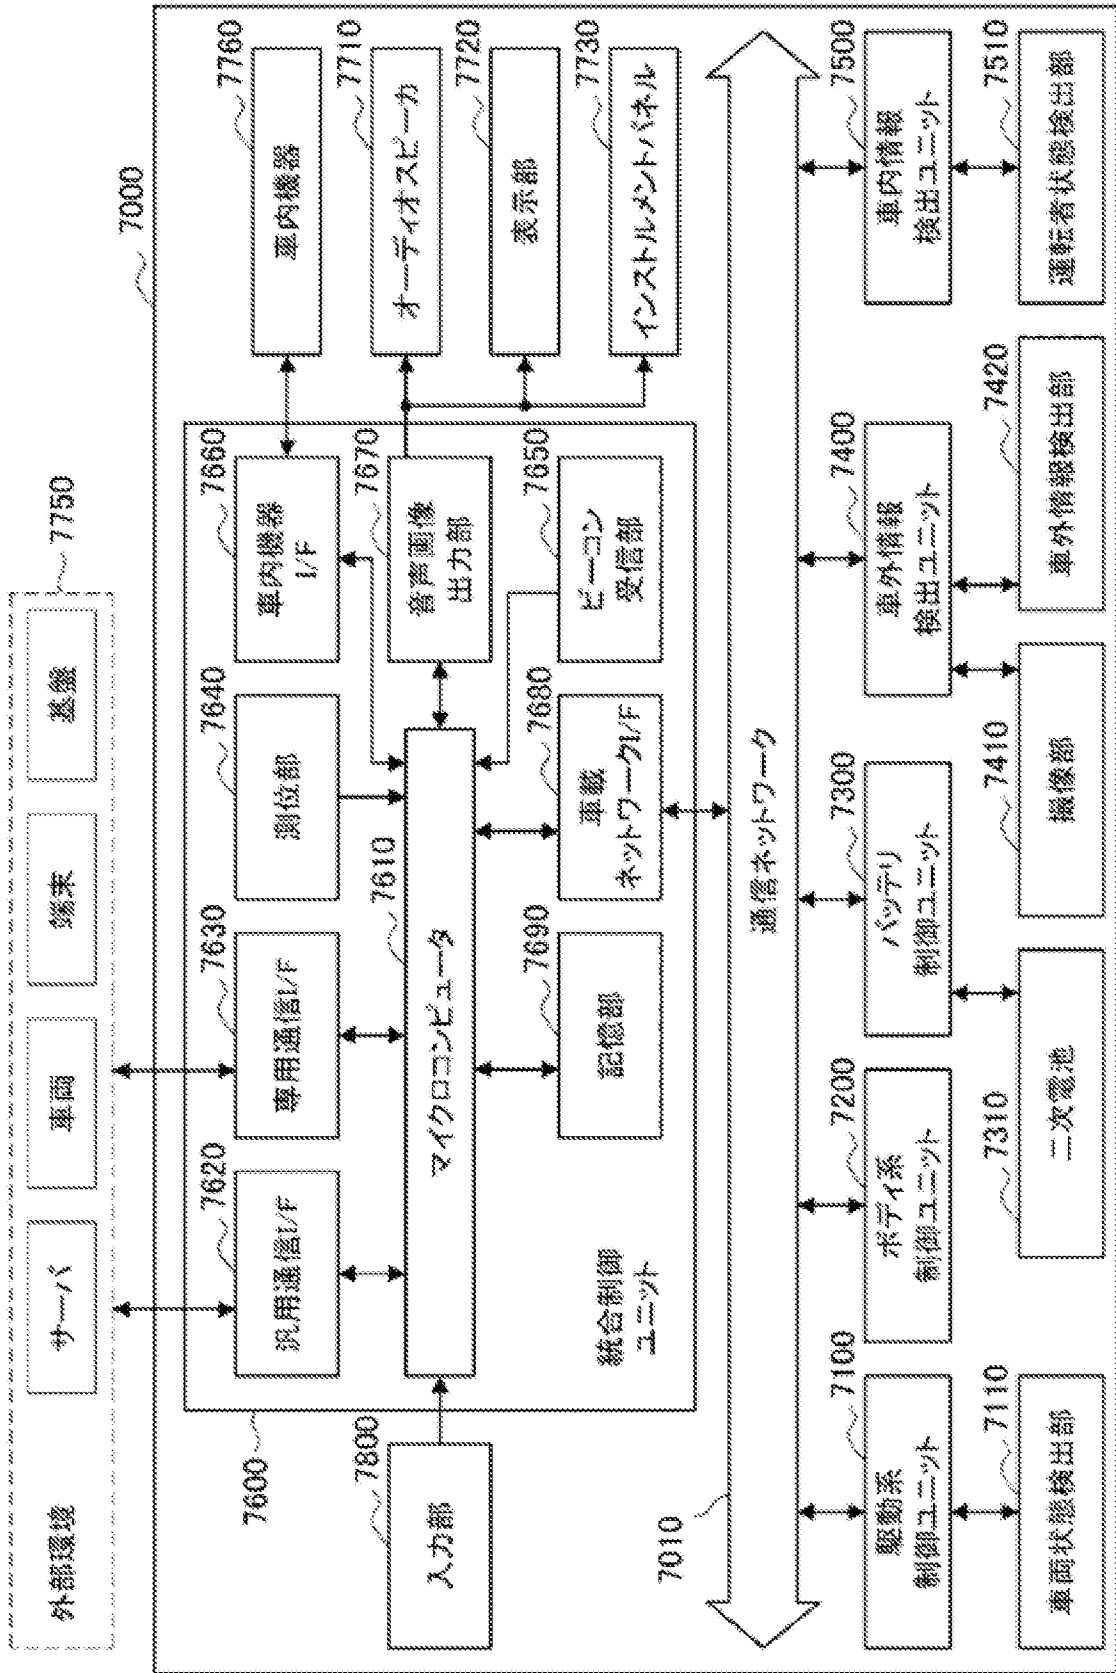 外部環境
サーバ
車両
端末
基盤
7750
7000
7600
7620
汎用通信I/F
7630
専用通信I/F
7640
測位部
7660
車内機器
I/F
7760
車内機器
7800
入力部
7610
マイクロコンピュータ
7670
音声画像
出力部
7710
オーディオスピーカ
7720
表示部
7730
インストルメントパネル
統合制御
ユニット
7690
記憶部
7680
車載
ネットワークI/F
7650
ビーコン
受信部
7010
通信ネットワーク
7100
駆動系
制御ユニット
7200
ボディ系
制御ユニット
7300
バッテリ
制御ユニット
7400
車外情報
検出ユニット
7500
車内情報
検出ユニット
7110
車両状態検出部
7310
二次電池
7410
撮像部
7420
車外情報検出部
7510
運転者状態検出部